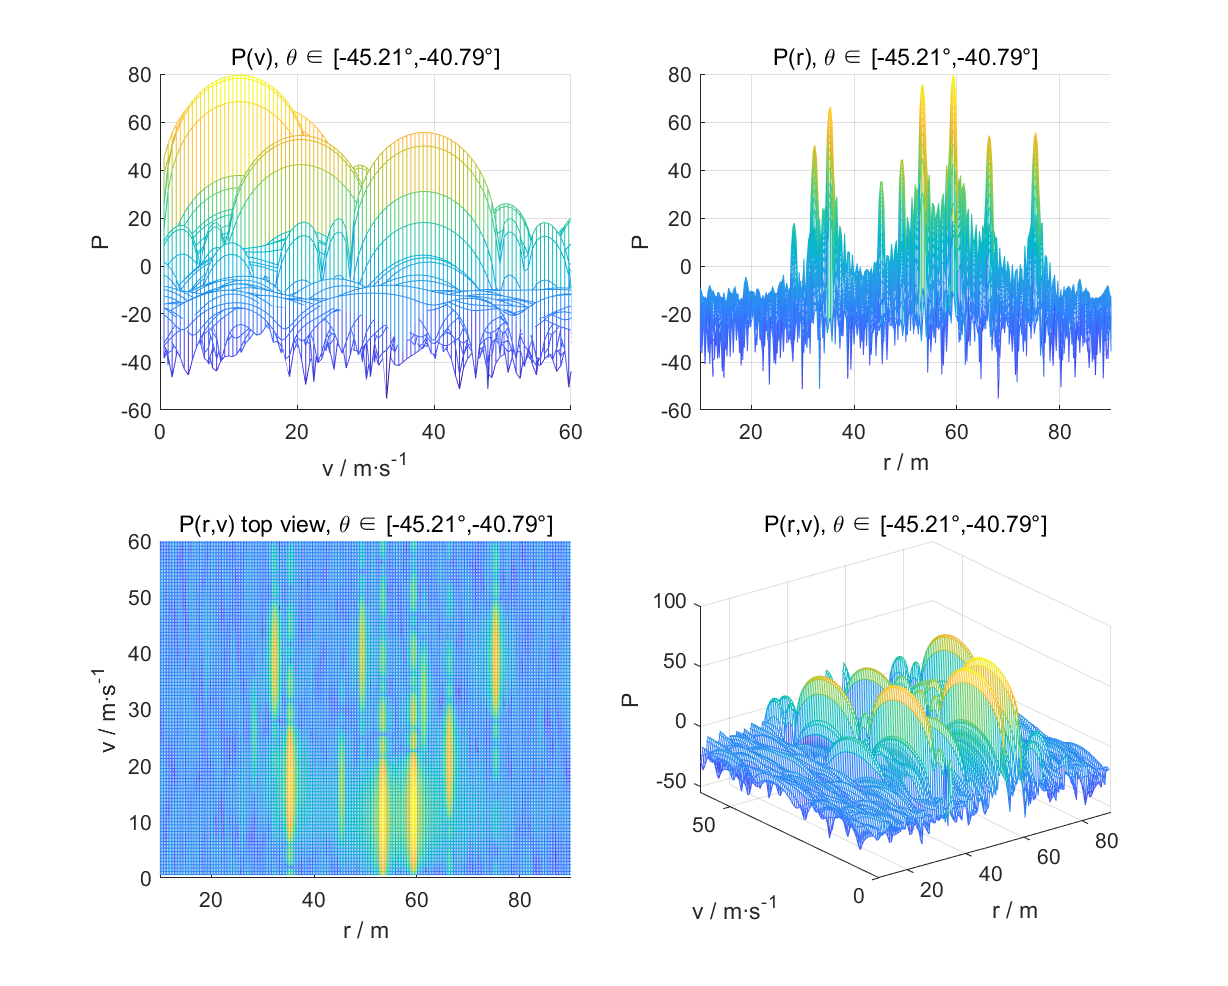 P(v), θ ∈ [-45.21°,-40.79°]
80
60
40
20
0
-20
-40
-60
P
0 20 40 60
v / m·s⁻¹
P(r), θ ∈ [-45.21°,-40.79°]
80
60
40
20
0
-20
-40
-60
P
20 40 60 80
r / m
P(r,v) top view, θ ∈ [-45.21°,-40.79°]
60
50
40
30
20
10
0
v / m·s⁻¹
20 40 60 80
r / m
P(r,v), θ ∈ [-45.21°,-40.79°]
100
50
0
-50
P
50
0
v / m·s⁻¹
20 40 60 80
r / m